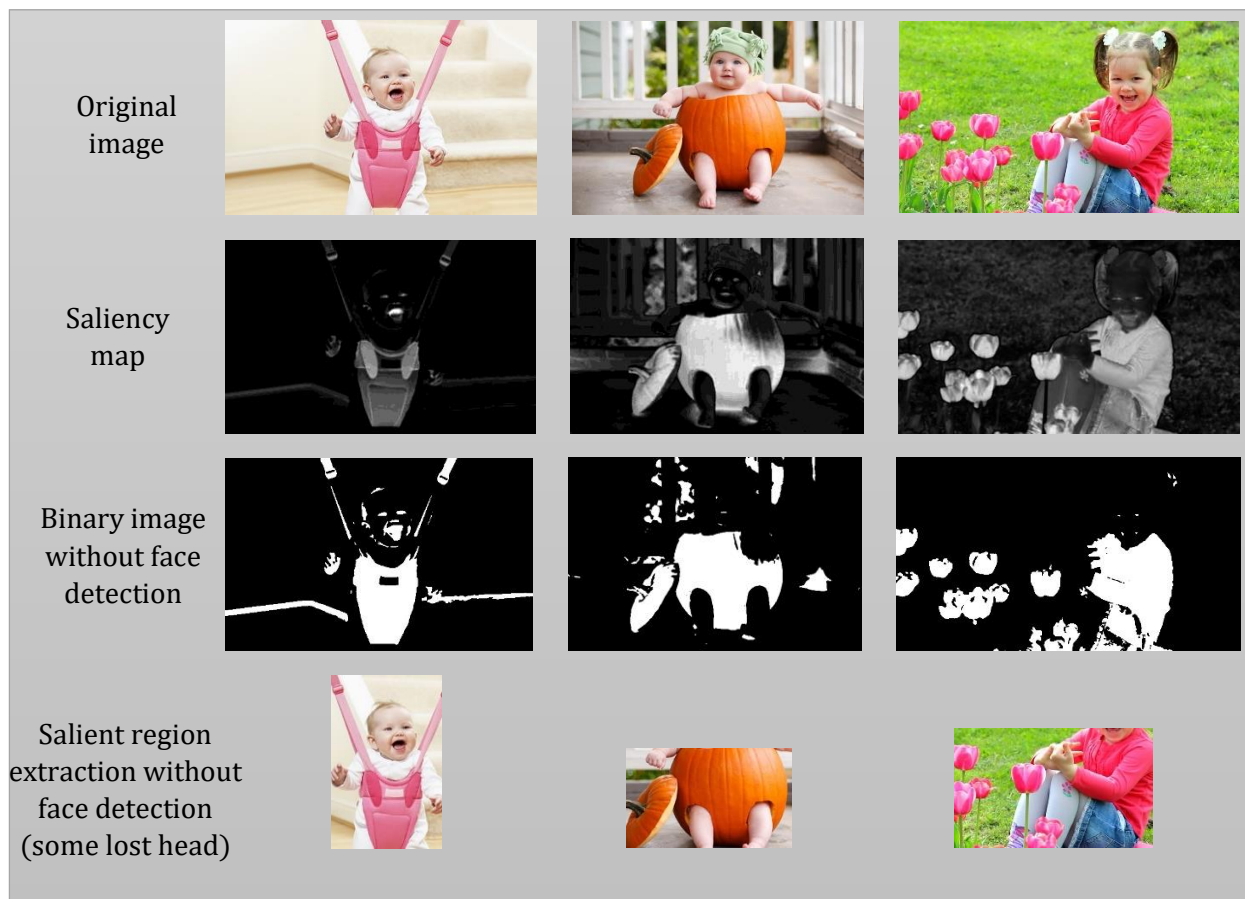 Original
image
Saliency
map
Binary image
without face
detection
Salient region
extraction without
face detection
(some lost head)